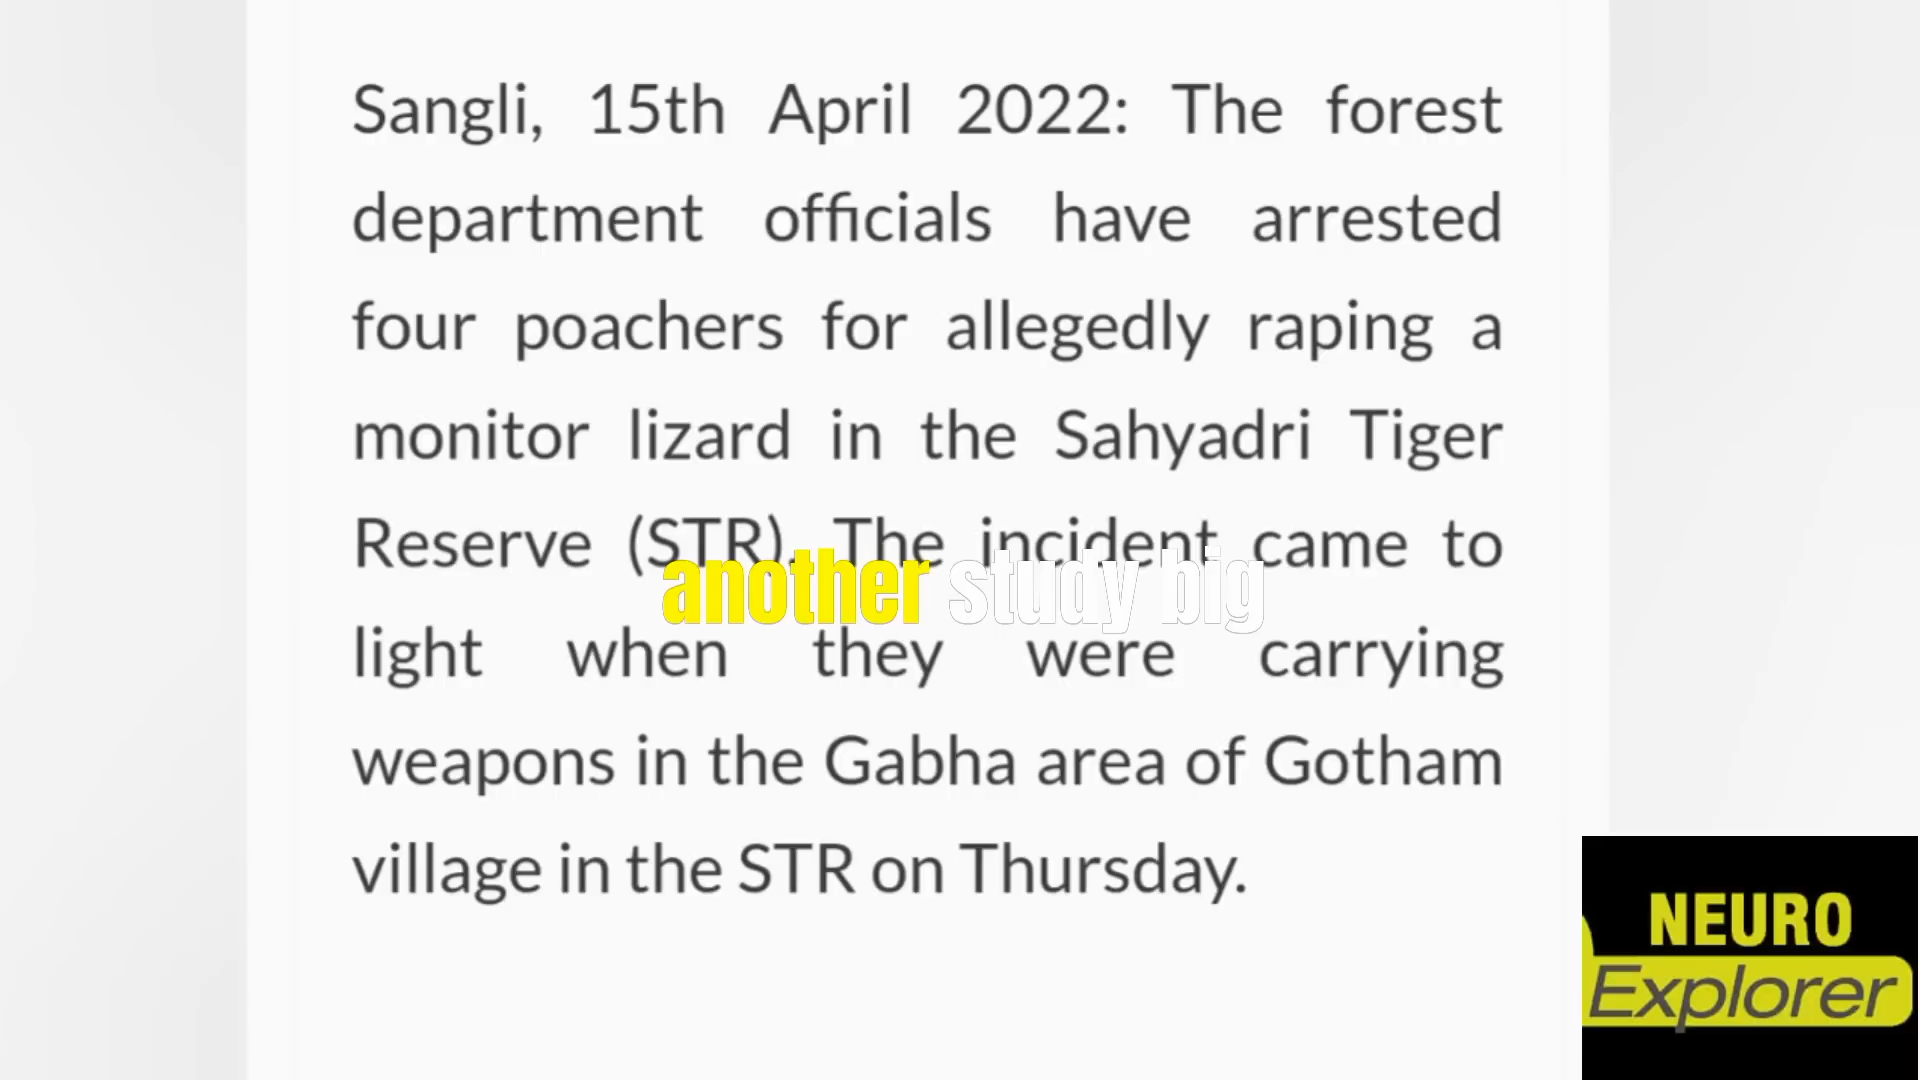 Sangli, 15th April 2022: The forest
department officials have arrested
four poachers for allegedly raping a
monitor lizard in the Sahyadri Tiger
Reserve (STR). The incident came to
another study big
light when they were carrying
weapons in the Gabha area of Gotham
village in the STR on Thursday.
NEURO
Explorer